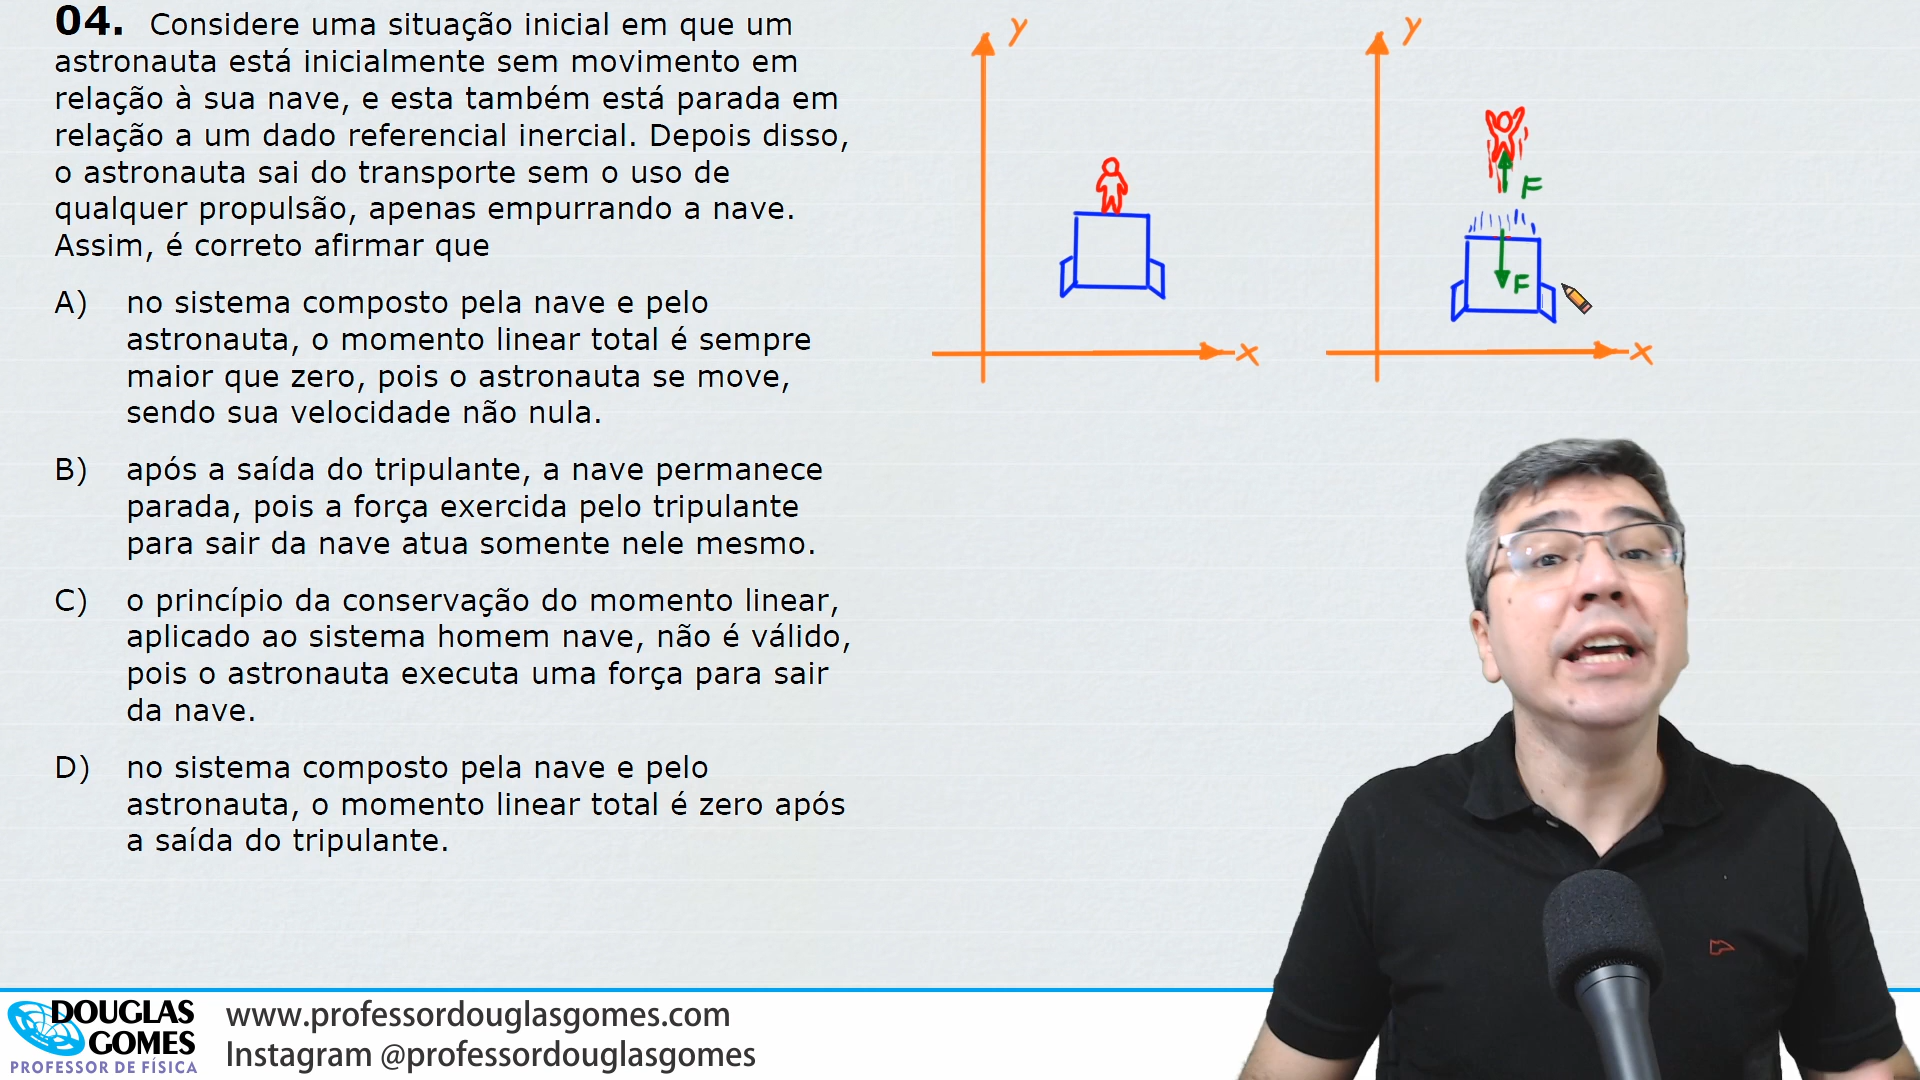 04. Considere uma situação inicial em que um
astronauta está inicialmente sem movimento em
relação à sua nave, e esta também está parada em
relação a um dado referencial inercial. Depois disso,
o astronauta sai do transporte sem o uso de
qualquer propulsão, apenas empurrando a nave.
Assim, é correto afirmar que
A) no sistema composto pela nave e pelo
astronauta, o momento linear total é sempre
maior que zero, pois o astronauta se move,
sendo sua velocidade não nula.
B) após a saída do tripulante, a nave permanece
parada, pois a força exercida pelo tripulante
para sair da nave atua somente nele mesmo.
C) o princípio da conservação do momento linear,
aplicado ao sistema homem nave, não é válido,
pois o astronauta executa uma força para sair
da nave.
D) no sistema composto pela nave e pelo
astronauta, o momento linear total é zero após
a saída do tripulante.
y
x
y
F
F
x
DOUGLAS
GOMES
PROFESSOR DE FÍSICA
www.professordouglasgomes.com
Instagram @professordouglasgomes